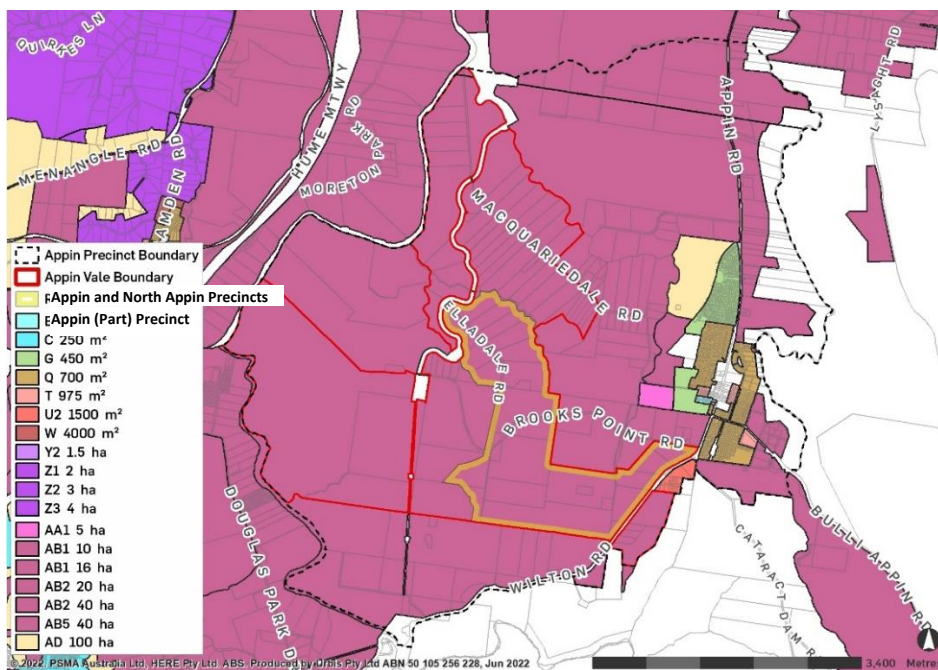 QUIRKES LN
HUME MTWY
MORETON PARK RD
APPIN RD
LYSAGHT RD
MENANGLE RD
MACQUARIEDALE RD
Appin Precinct Boundary
Appin Vale Boundary
Appin and North Appin Precincts
Appin (Part) Precinct
C 250 m²
G 450 m²
Q 700 m²
T 975 m²
U2 1500 m²
W 4000 m²
Y2 1.5 ha
Z1 2 ha
Z2 3 ha
Z3 4 ha
AA1 5 ha
AB1 10 ha
AB1 16 ha
AB2 20 ha
AB2 40 ha
AB5 40 ha
AD 100 ha
ELLADALE RD
BROOKS POINT RD
DOUGLAS PARK D
WILTON RD
BULLI APPIN RD
CATARACT DAM R
© 2022. PSMA Australia Ltd, HERE Pty Ltd. ABS. Produced by Urbis Pty Ltd ABN 50 105 256 228, Jun 2022
3,400